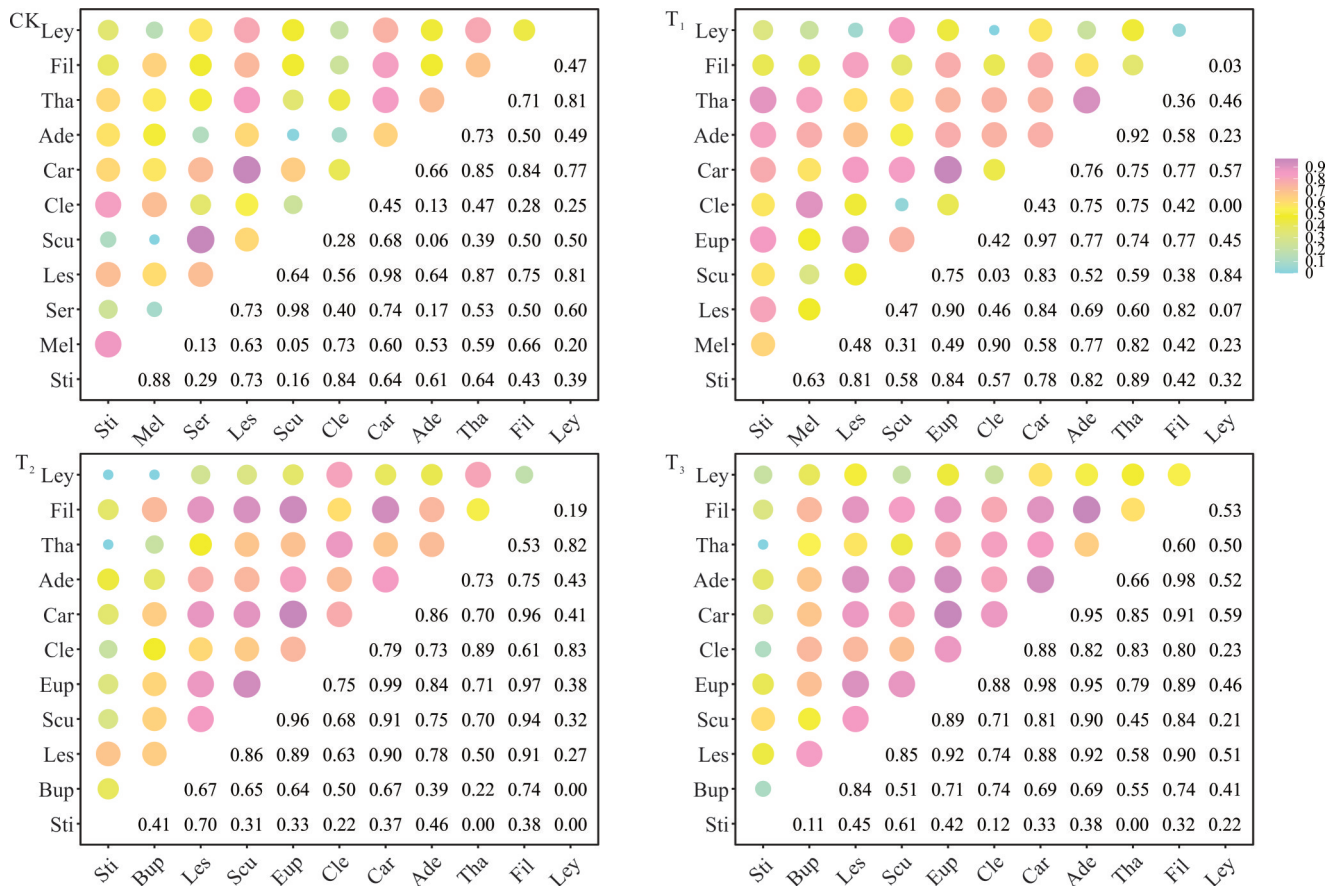 CK
Ley
Fil 0.47
Tha 0.71 0.81
Ade 0.73 0.50 0.49
Car 0.66 0.85 0.84 0.77
Cle 0.45 0.13 0.47 0.28 0.25
Scu 0.28 0.68 0.06 0.39 0.50 0.50
Les 0.64 0.56 0.98 0.64 0.87 0.75 0.81
Ser 0.73 0.98 0.40 0.74 0.17 0.53 0.50 0.60
Mel 0.13 0.63 0.05 0.73 0.60 0.53 0.59 0.66 0.20
Sti 0.88 0.29 0.73 0.16 0.84 0.64 0.61 0.64 0.43 0.39
Sti Mel Ser Les Scu Cle Car Ade Tha Fil Ley
T1
Ley
Fil 0.03
Tha 0.36 0.46
Ade 0.92 0.58 0.23
Car 0.76 0.75 0.77 0.57
Cle 0.43 0.75 0.75 0.42 0.00
Eup 0.42 0.97 0.77 0.74 0.77 0.45
Scu 0.75 0.03 0.83 0.52 0.59 0.38 0.84
Les 0.47 0.90 0.46 0.84 0.69 0.60 0.82 0.07
Mel 0.48 0.31 0.49 0.90 0.58 0.77 0.82 0.42 0.23
Sti 0.63 0.81 0.58 0.84 0.57 0.78 0.82 0.89 0.42 0.32
Sti Mel Les Scu Eup Cle Car Ade Tha Fil Ley
0.9
0.8
0.7
0.6
0.5
0.4
0.3
0.2
0.1
0
T2
Ley
Fil 0.19
Tha 0.53 0.82
Ade 0.73 0.75 0.43
Car 0.86 0.70 0.96 0.41
Cle 0.79 0.73 0.89 0.61 0.83
Eup 0.75 0.99 0.84 0.71 0.97 0.38
Scu 0.96 0.68 0.91 0.75 0.70 0.94 0.32
Les 0.86 0.89 0.63 0.90 0.78 0.50 0.91 0.27
Bup 0.67 0.65 0.64 0.50 0.67 0.39 0.22 0.74 0.00
Sti 0.41 0.70 0.31 0.33 0.22 0.37 0.46 0.00 0.38 0.00
Sti Bup Les Scu Eup Cle Car Ade Tha Fil Ley
T3
Ley
Fil 0.53
Tha 0.60 0.50
Ade 0.66 0.98 0.52
Car 0.95 0.85 0.91 0.59
Cle 0.88 0.82 0.83 0.80 0.23
Eup 0.88 0.98 0.95 0.79 0.89 0.46
Scu 0.89 0.71 0.81 0.90 0.45 0.84 0.21
Les 0.85 0.92 0.74 0.88 0.92 0.58 0.90 0.51
Bup 0.84 0.51 0.71 0.74 0.69 0.69 0.55 0.74 0.41
Sti 0.11 0.45 0.61 0.42 0.12 0.33 0.38 0.00 0.32 0.22
Sti Bup Les Scu Eup Cle Car Ade Tha Fil Ley